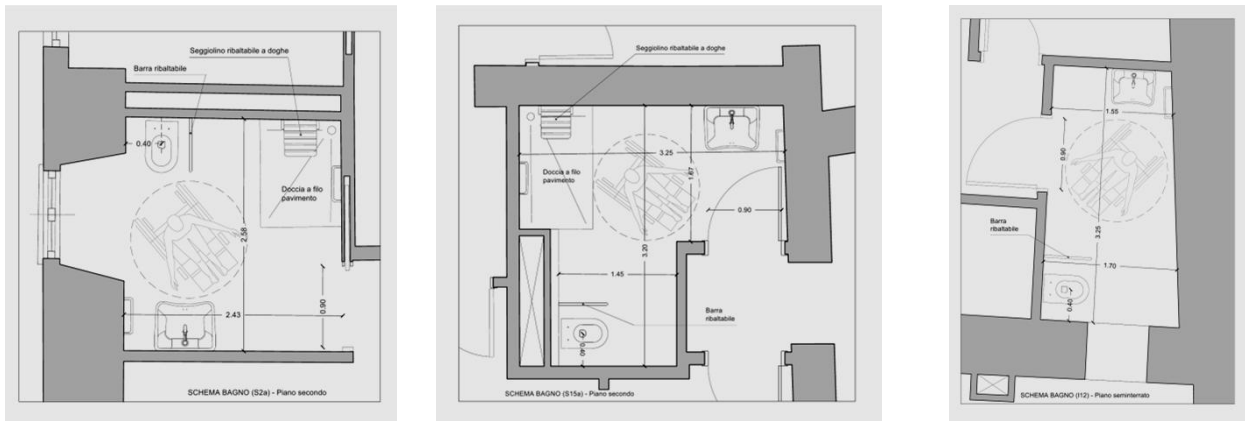 Seggiolino ribaltabile a doghe
Barra ribaltabile
0.40
Doccia a filo
pavimento
2.58
2.43
0.90
SCHEMA BAGNO (S2a) - Piano secondo
Seggiolino ribaltabile a doghe
3.25
1.67
Doccia a filo
pavimento
0.90
3.20
1.45
Barra
ribaltabile
0.40
SCHEMA BAGNO (S15a) - Piano secondo
1.55
0.90
3.25
Barra
ribaltabile
1.70
0.40
SCHEMA BAGNO (I12) - Piano seminterrato